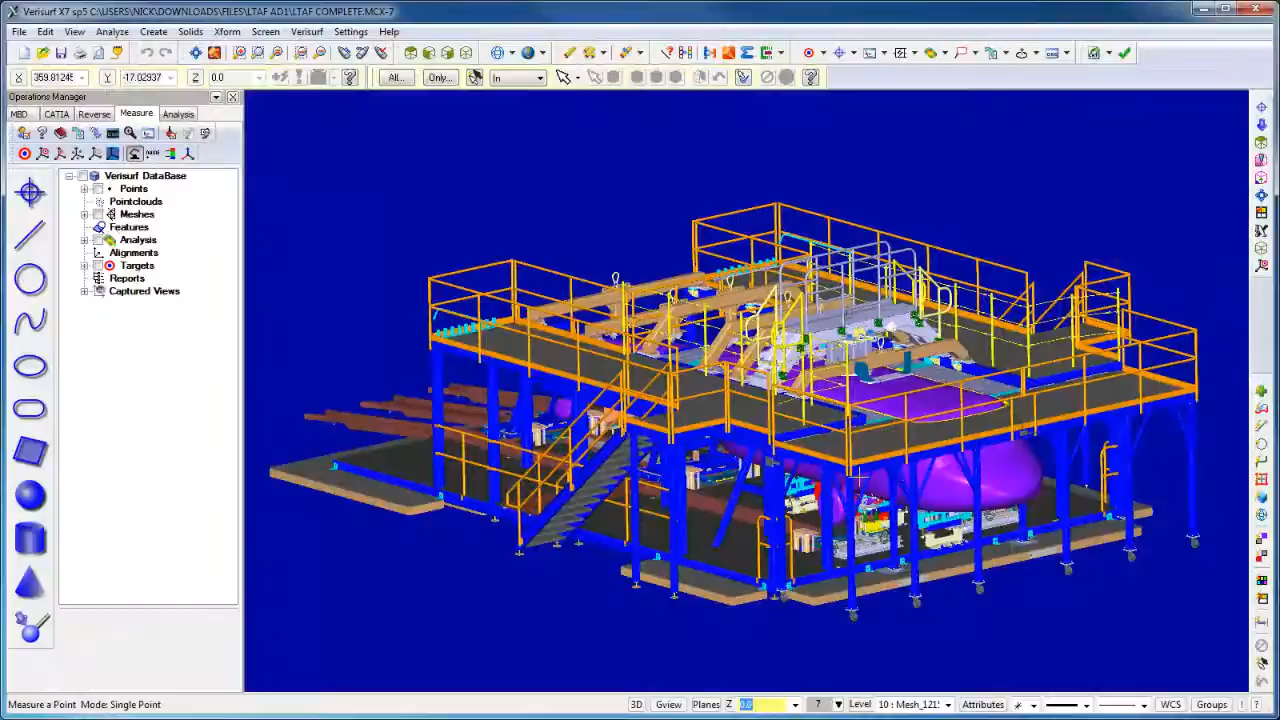 Verisurf X7 sp5 C:\USERS\NICK\DOWNLOADS\FILES\LTAF AD1\LTAF COMPLETE.MCX-7
File Edit View Analyze Create Solids Xform Screen Verisurf Settings Help
X 359.81245 Y -17.02937 Z 0.0 All... Only... In
Operations Manager
MBD CATIA Reverse Measure Analysis
Verisurf DataBase
Points
Pointclouds
Meshes
Features
Analysis
Alignments
Targets
Reports
Captured Views
Measure a Point Mode: Single Point 3D Gview Planes Z 0.0 ? Level 10 : Mesh_121 Attributes WCS Groups ! ?